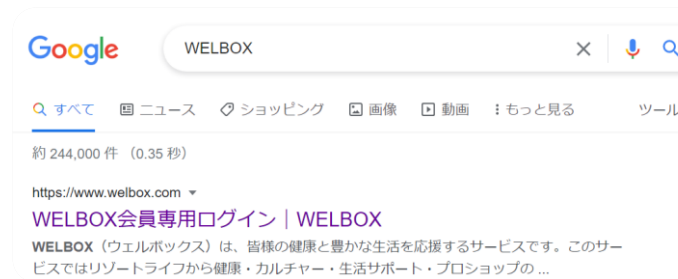 Google WELBOX
すべて ニュース ショッピング 画像 動画 もっと見る ツール
約 244,000 件 （0.35 秒）
https://www.welbox.com
WELBOX会員専用ログイン｜WELBOX
WELBOX（ウェルボックス）は、皆様の健康と豊かな生活を応援するサービスです。このサー
ビスではリゾートライフから健康・カルチャー・生活サポート・プロショップの ...